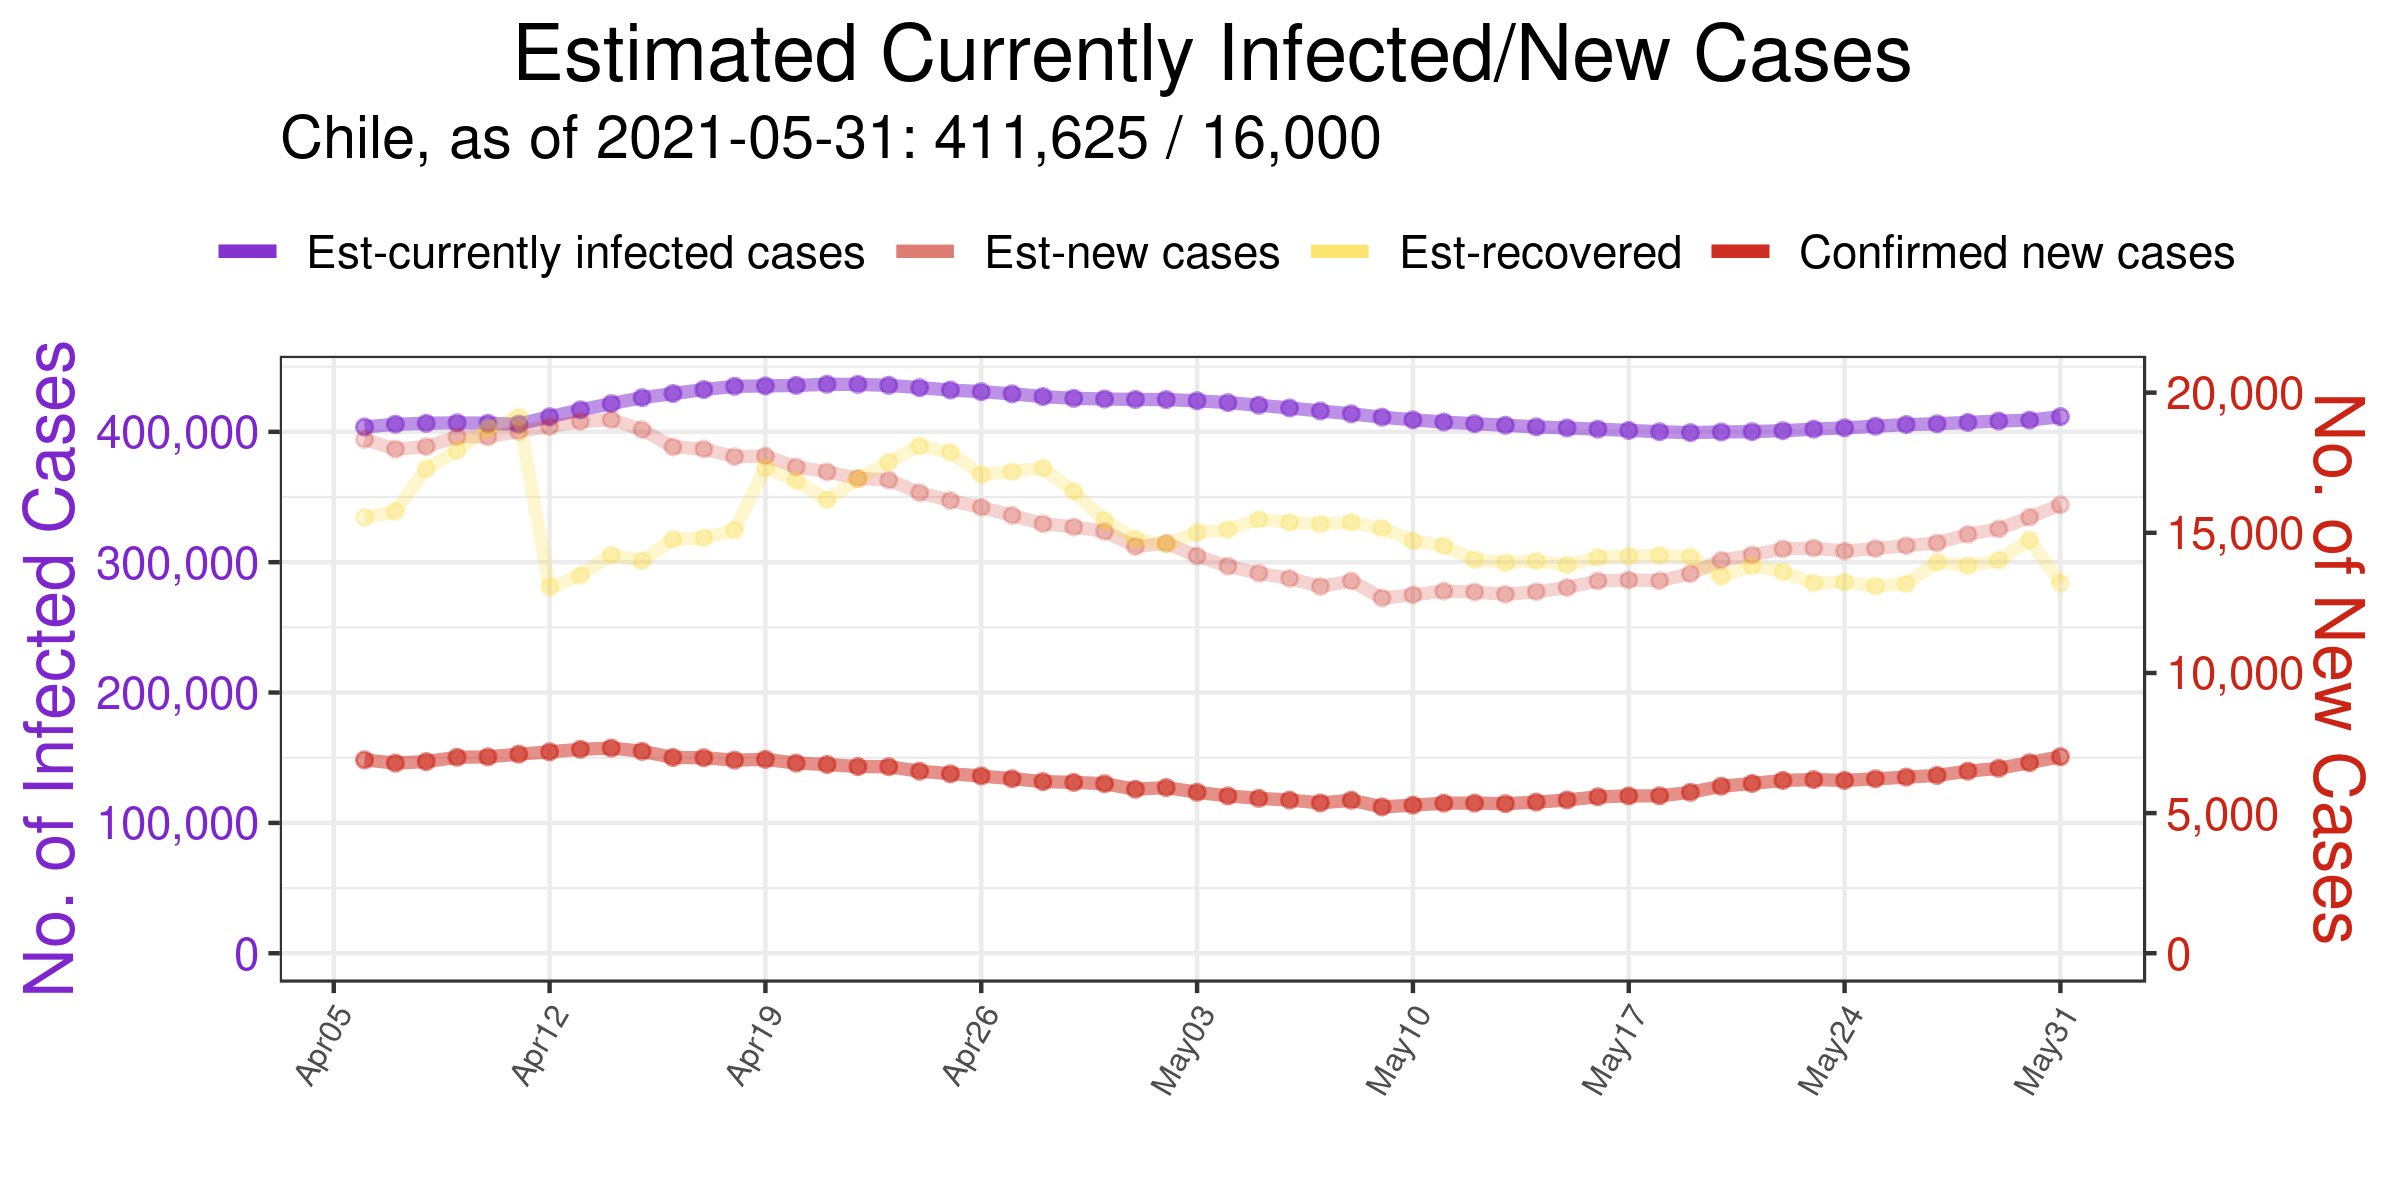 Estimated Currently Infected/New Cases
Chile, as of 2021-05-31: 411,625 / 16,000
Est-currently infected cases Est-new cases Est-recovered Confirmed new cases
No. of Infected Cases
400,000
300,000
200,000
100,000
0
20,000
15,000
10,000
5,000
0
No. of New Cases
Apr05 Apr12 Apr19 Apr26 May03 May10 May17 May24 May31